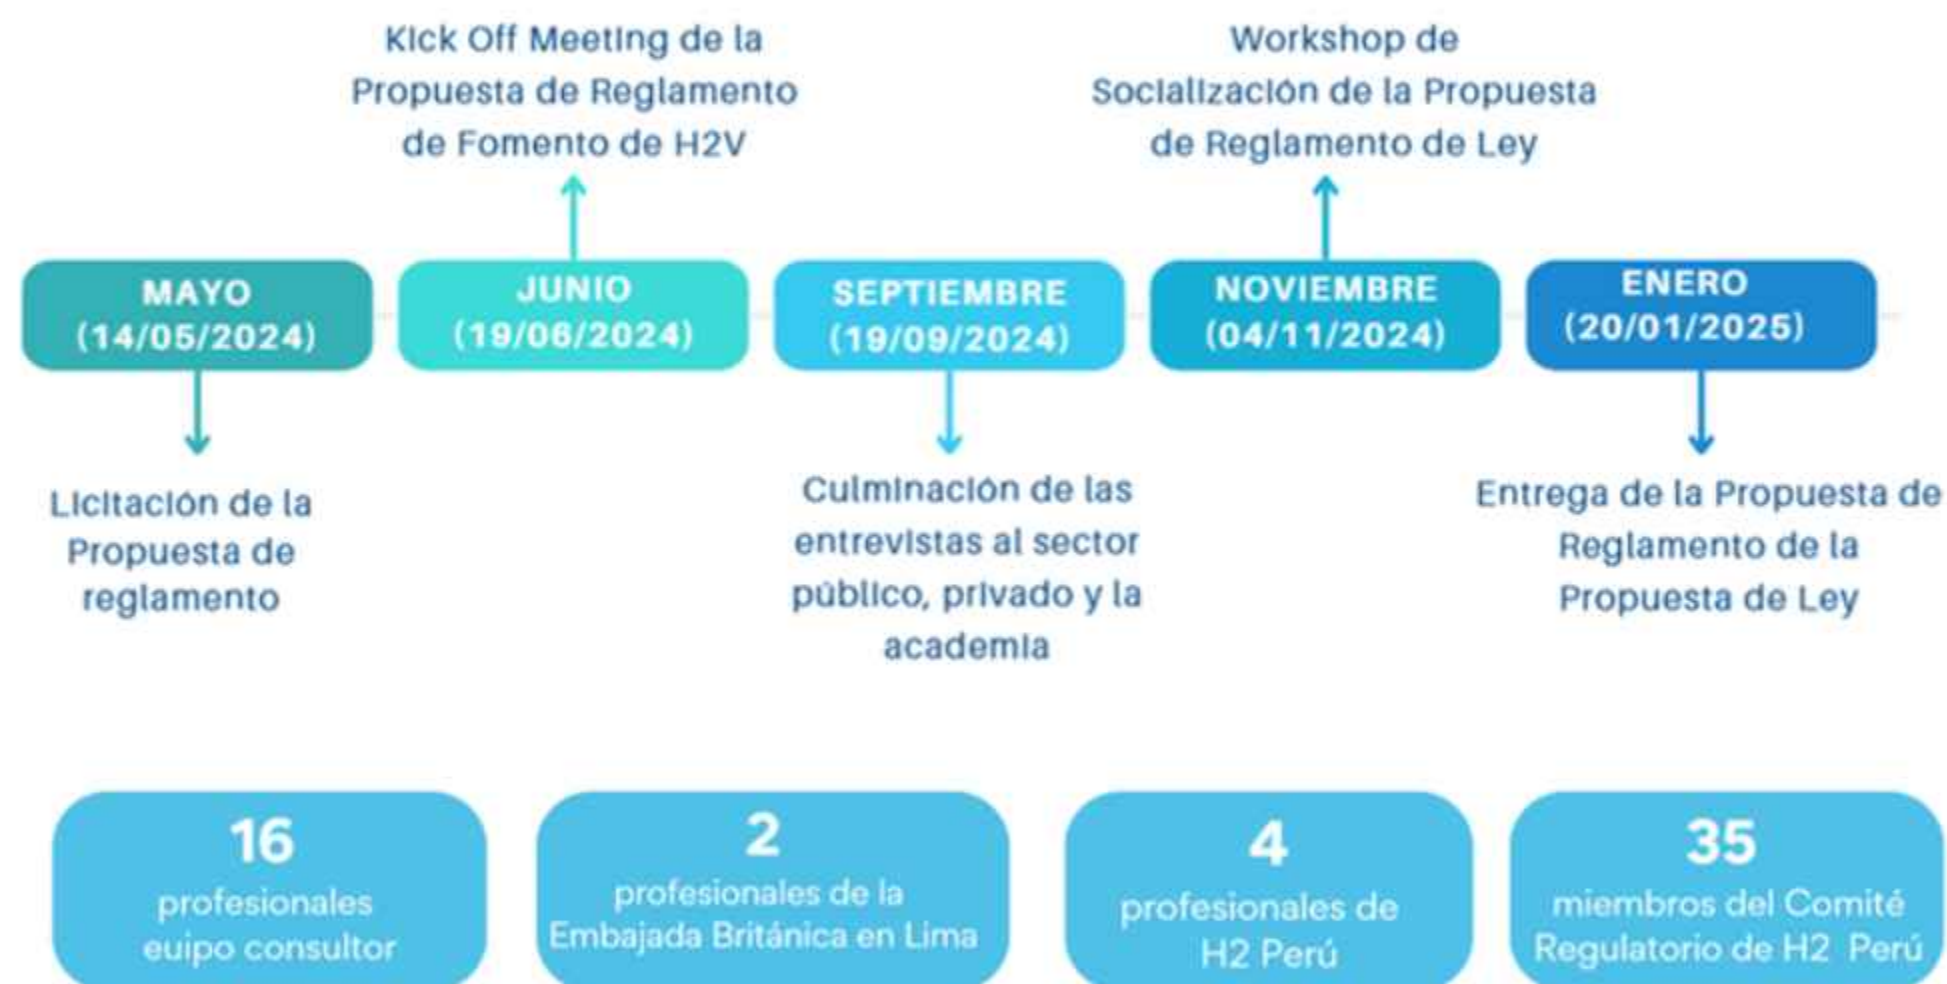 Kick Off Meeting de la
Propuesta de Reglamento
de Fomento de H2V
Workshop de
Socialización de la Propuesta
de Reglamento de Ley
MAYO
(14/05/2024)
JUNIO
(19/06/2024)
SEPTIEMBRE
(19/09/2024)
NOVIEMBRE
(04/11/2024)
ENERO
(20/01/2025)
Licitación de la
Propuesta de
reglamento
Culminación de las
entrevistas al sector
público, privado y la
academia
Entrega de la Propuesta de
Reglamento de la
Propuesta de Ley
16
profesionales
euipo consultor
2
profesionales de la
Embajada Británica en Lima
4
profesionales de
H2 Perú
35
miembros del Comité
Regulatorio de H2 Perú